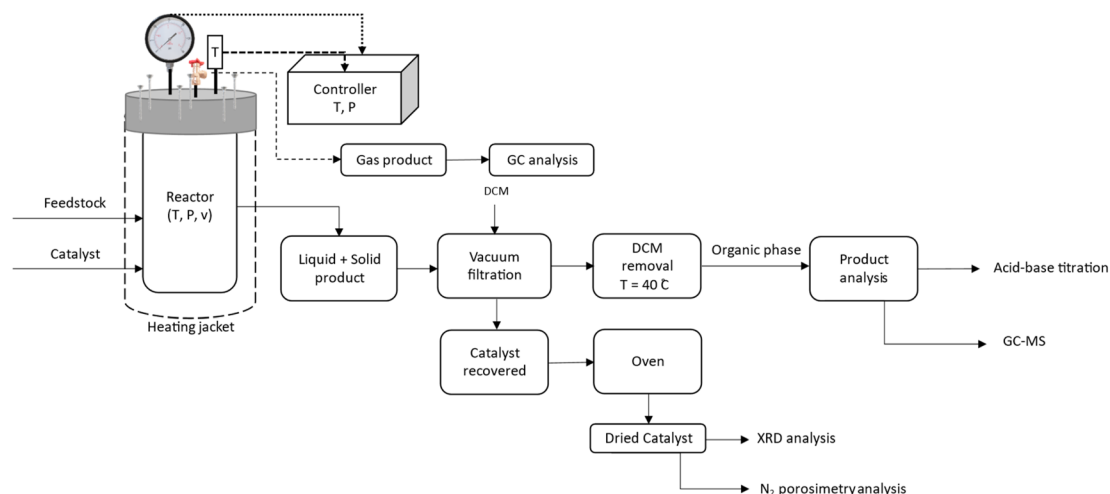 T
Controller
T, P
Gas product
GC analysis
DCM
Feedstock
Reactor
(T, P, v)
Catalyst
Heating jacket
Liquid + Solid
product
Vacuum
filtration
DCM
removal
T = 40 ̊C
Organic phase
Product
analysis
Acid-base titration
GC-MS
Catalyst
recovered
Oven
Dried Catalyst
XRD analysis
N₂ porosimetry analysis